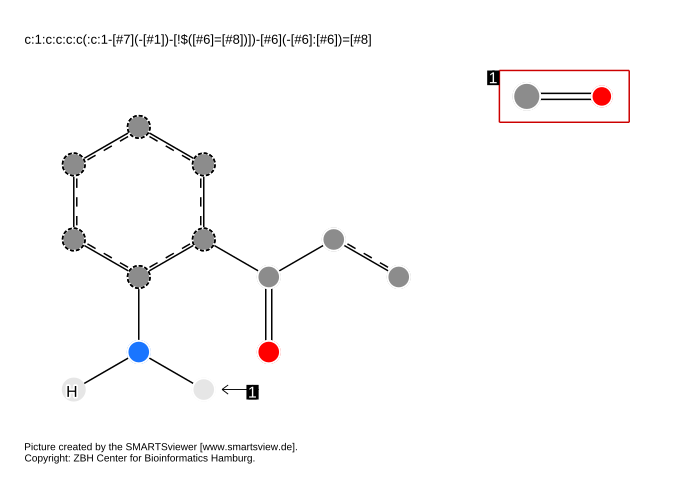 c:1:c:c:c:c(:c:1-[#7](-[#1])-[!$([#6]=[#8])])-[#6](-[#6]:[#6])=[#8]
1
H
1
Picture created by the SMARTSviewer [www.smartsview.de].
Copyright: ZBH Center for Bioinformatics Hamburg.